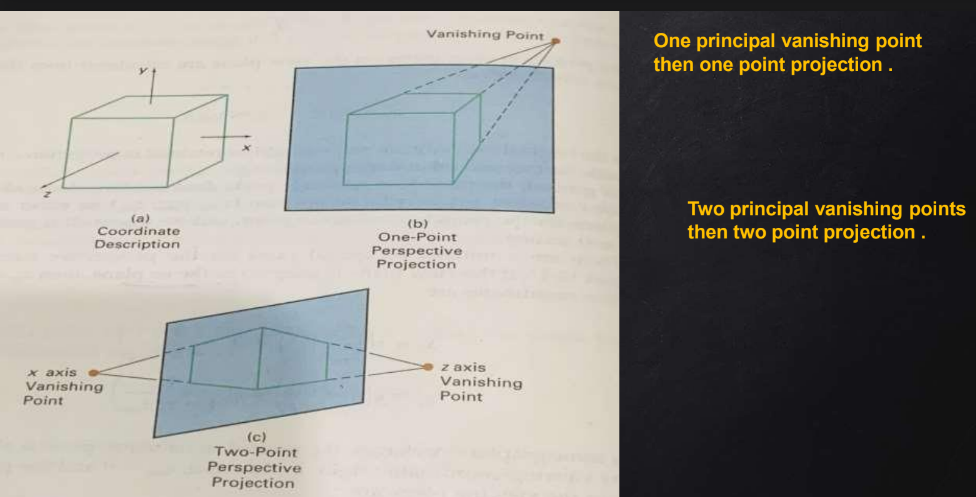 Vanishing Point
y
x
z
(a)
Coordinate
Description
(b)
One-Point
Perspective
Projection
x axis
Vanishing
Point
z axis
Vanishing
Point
(c)
Two-Point
Perspective
Projection
One principal vanishing point
then one point projection .
Two principal vanishing points
then two point projection .